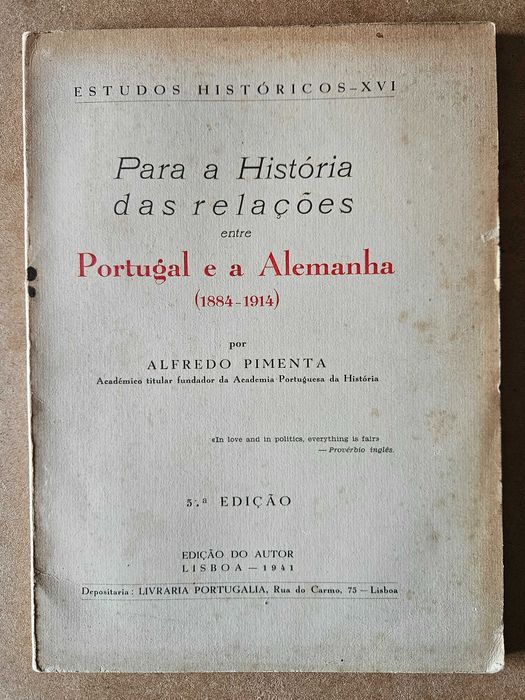 ESTUDOS HISTÓRICOS-XVI
Para a História
das relações
entre
Portugal e a Alemanha
(1884-1914)
por
ALFREDO PIMENTA
Académico titular fundador da Academia Portuguesa da História
«In love and in politics, everything is fair»
— Provérbio inglês.
5.ª EDIÇÃO
EDIÇÃO DO AUTOR
LISBOA — 1941
Depositaria: LIVRARIA PORTUGALIA, Rua do Carmo, 75 — Lisboa